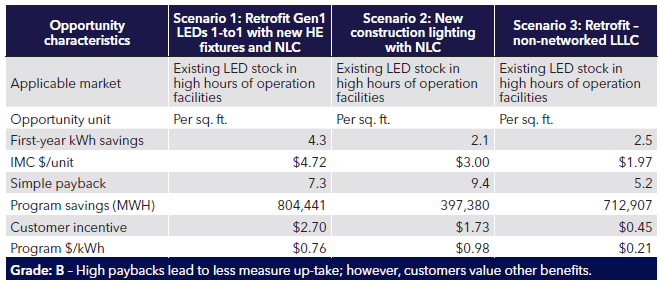 Opportunity characteristics | Scenario 1: Retrofit Gen1 LEDs 1-to1 with new HE fixtures and NLC | Scenario 2: New construction lighting with NLC | Scenario 3: Retrofit – non-networked LLLC
Applicable market | Existing LED stock in high hours of operation facilities | Existing LED stock in high hours of operation facilities | Existing LED stock in high hours of operation facilities
Opportunity unit | Per sq. ft. | Per sq. ft. | Per sq. ft.
First-year kWh savings | 4.3 | 2.1 | 2.5
IMC $/unit | $4.72 | $3.00 | $1.97
Simple payback | 7.3 | 9.4 | 5.2
Program savings (MWH) | 804,441 | 397,380 | 712,907
Customer incentive | $2.70 | $1.73 | $0.45
Program $/kWh | $0.76 | $0.98 | $0.21
Grade: B – High paybacks lead to less measure up-take; however, customers value other benefits.